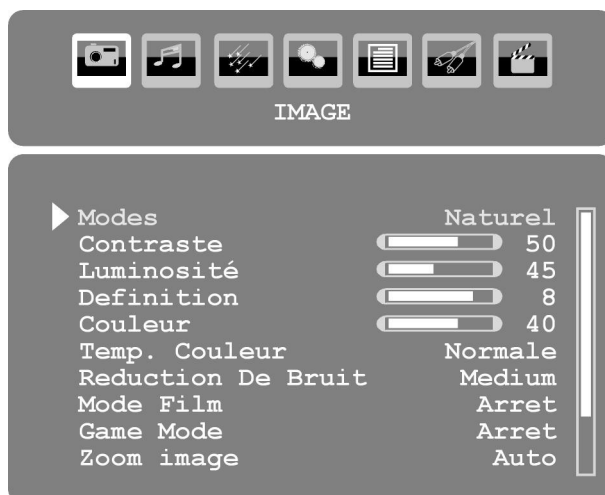 IMAGE
Modes Naturel
Contraste 50
Luminosité 45
Definition 8
Couleur 40
Temp. Couleur Normale
Reduction De Bruit Medium
Mode Film Arret
Game Mode Arret
Zoom image Auto